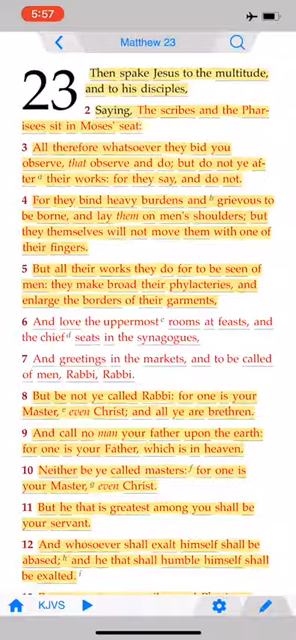 5:57
Matthew 23
23 Then spake Jesus to the multitude,
and to his disciples,
2 Saying, The scribes and the Phar-
isees sit in Moses' seat:
3 All therefore whatsoever they bid you
observe, that observe and do; but do not ye af-
ter g their works: for they say, and do not.
4 For they bind heavy burdens and h grievous to
be borne, and lay them on men's shoulders; but
they themselves will not move them with one of
their fingers.
5 But all their works they do for to be seen of
men: they make broad their phylacteries, and
enlarge the borders of their garments,
6 And love the uppermost c rooms at feasts, and
the chief d seats in the synagogues,
7 And greetings in the markets, and to be called
of men, Rabbi, Rabbi.
8 But be not ye called Rabbi: for one is your
Master, e even Christ; and all ye are brethren.
9 And call no man your father upon the earth:
for one is your Father, which is in heaven.
10 Neither be ye called masters: f for one is
your Master, g even Christ.
11 But he that is greatest among you shall be
your servant.
12 And whosoever shall exalt himself shall be
abased; h and he that shall humble himself shall
be exalted. i
KJVS